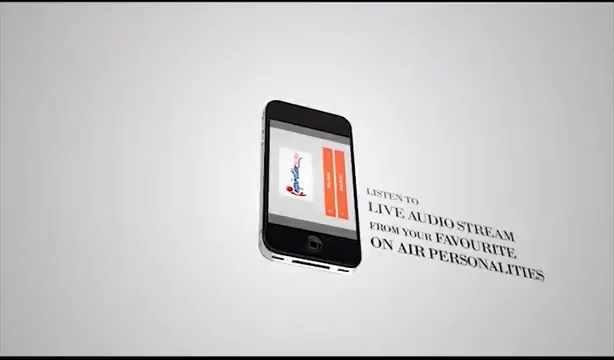 LISTEN TO
LIVE AUDIO STREAM
FROM YOUR FAVOURITE
ON AIR PERSONALITIES